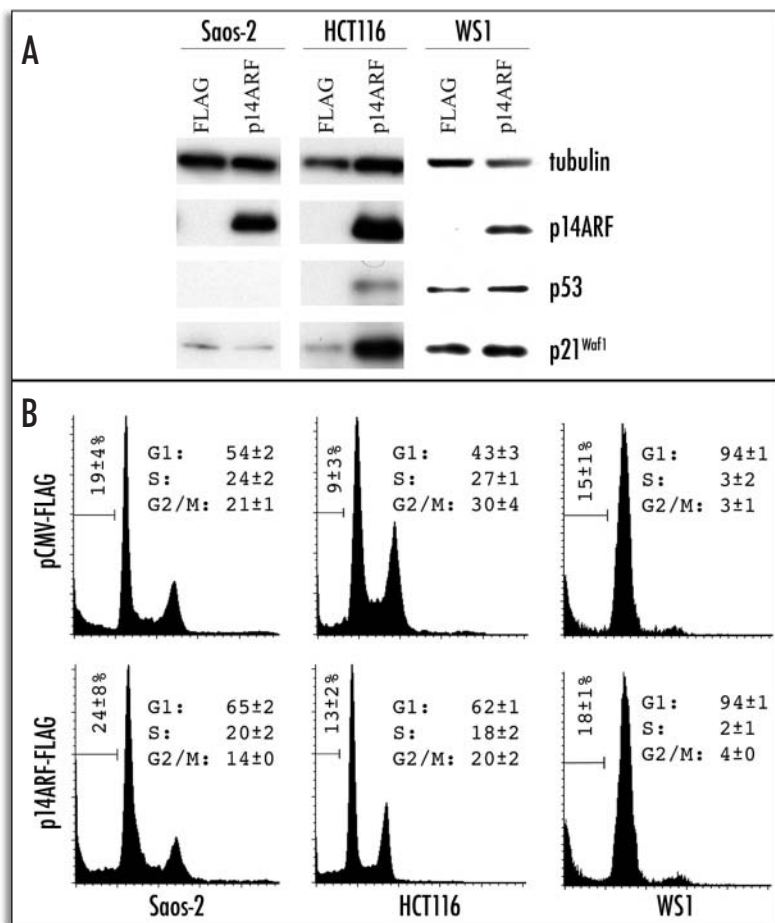 A
Saos-2 HCT116 WS1
FLAG p14ARF FLAG p14ARF FLAG p14ARF
tubulin
p14ARF
p53
p21Waf1
B
pCMV-FLAG
19±4%
G1: 54±2
S: 24±2
G2/M: 21±1
9±3%
G1: 43±3
S: 27±1
G2/M: 30±4
15±1%
G1: 94±1
S: 3±2
G2/M: 3±1
p14ARF-FLAG
24±8%
G1: 65±2
S: 20±2
G2/M: 14±0
13±2%
G1: 62±1
S: 18±2
G2/M: 20±2
18±1%
G1: 94±1
S: 2±1
G2/M: 4±0
Saos-2 HCT116 WS1